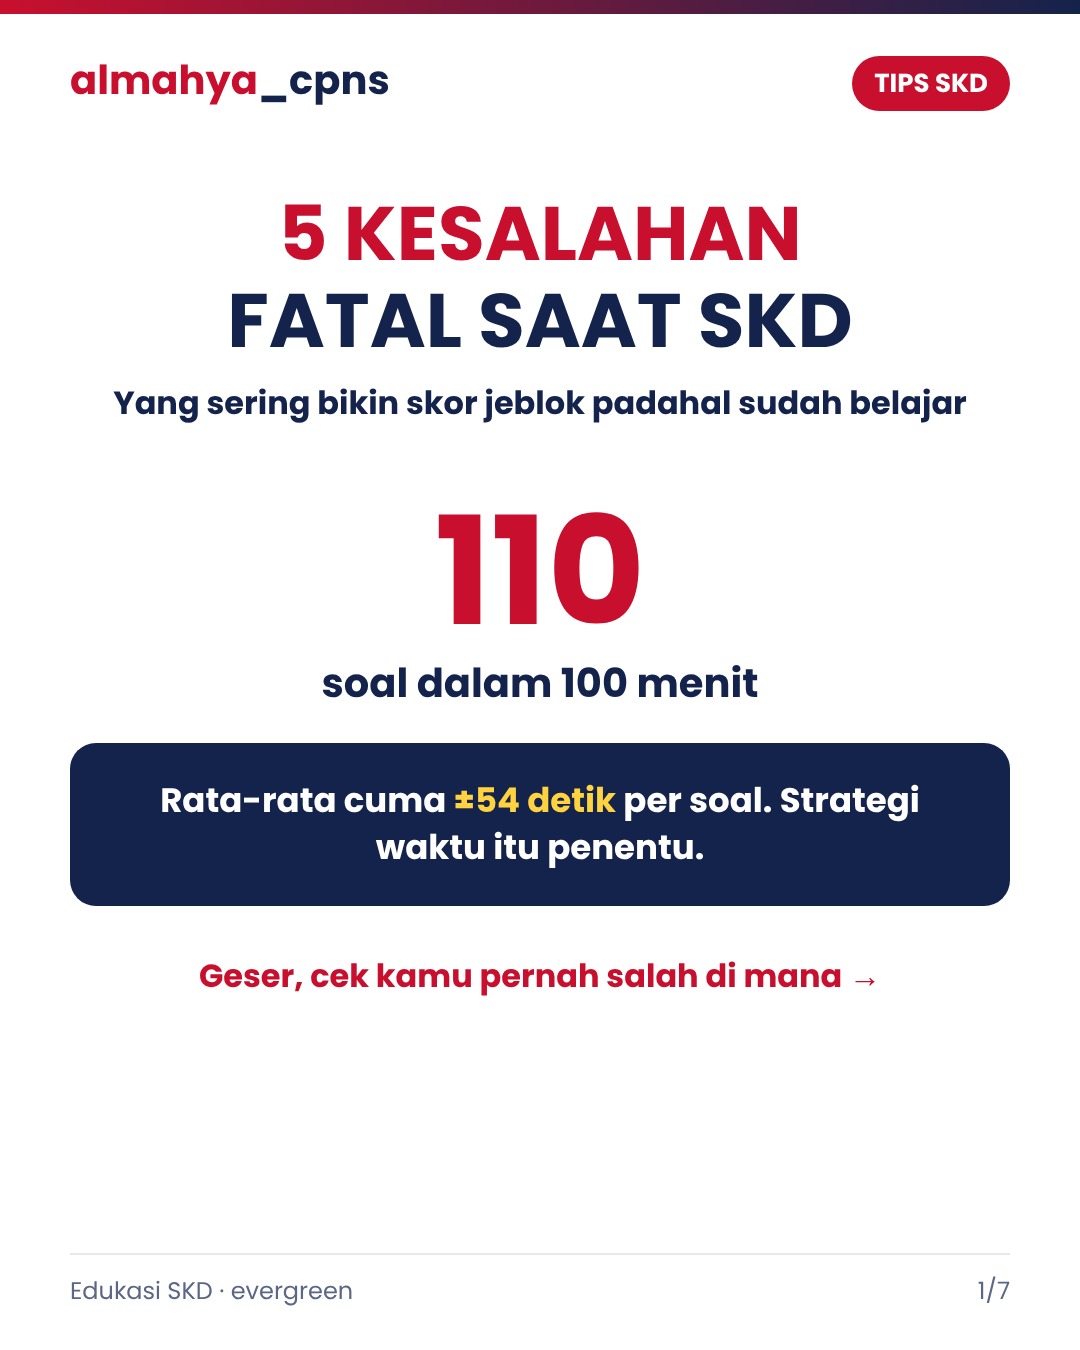 almahya_cpns
TIPS SKD
5 KESALAHAN
FATAL SAAT SKD
Yang sering bikin skor jeblok padahal sudah belajar
110
soal dalam 100 menit
Rata-rata cuma ±54 detik per soal. Strategi
waktu itu penentu.
Geser, cek kamu pernah salah di mana →
Edukasi SKD · evergreen
1/7